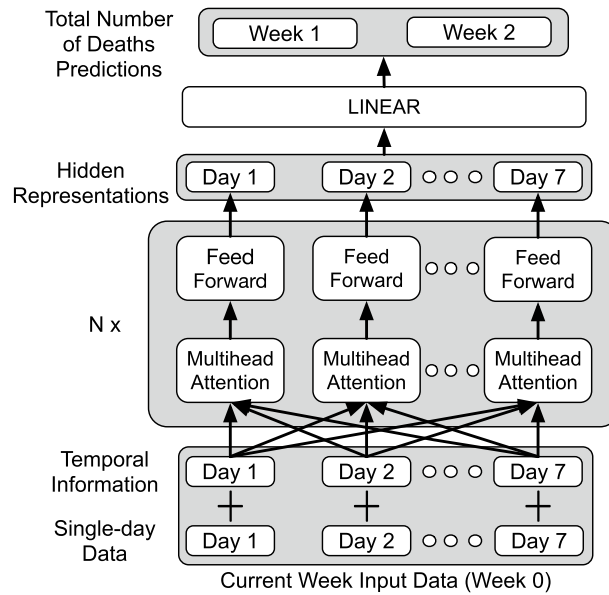 Total Number
of Deaths
Predictions
Week 1
Week 2
LINEAR
Hidden
Representations
Day 1
Day 2
Day 7
N x
Feed
Forward
Feed
Forward
Feed
Forward
Multihead
Attention
Multihead
Attention
Multihead
Attention
Temporal
Information
Day 1
Day 2
Day 7
+
+
+
Single-day
Data
Day 1
Day 2
Day 7
Current Week Input Data (Week 0)